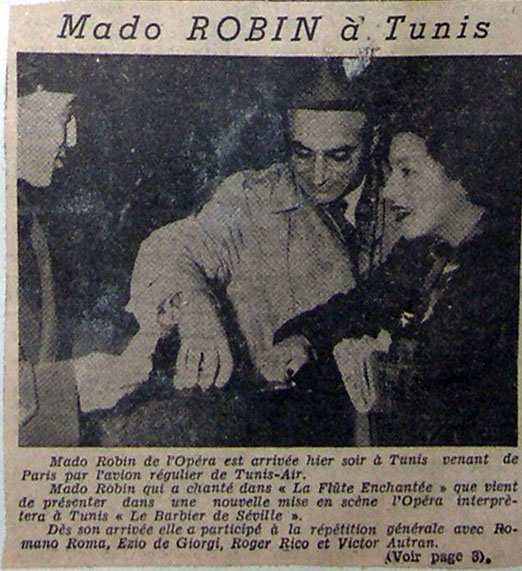 Mado ROBIN à Tunis
Mado Robin de l'Opéra est arrivée hier soir à Tunis venant de
Paris par l'avion régulier de Tunis-Air.
Mado Robin qui a chanté dans « La Flûte Enchantée » que vient
de présenter dans une nouvelle mise en scène l'Opéra interprè-
tera à Tunis « Le Barbier de Séville ».
Dès son arrivée elle a participé à la répétition générale avec Ro-
mano Roma, Ezio de Giorgi, Roger Rico et Victor Autran.
(Voir page 3).